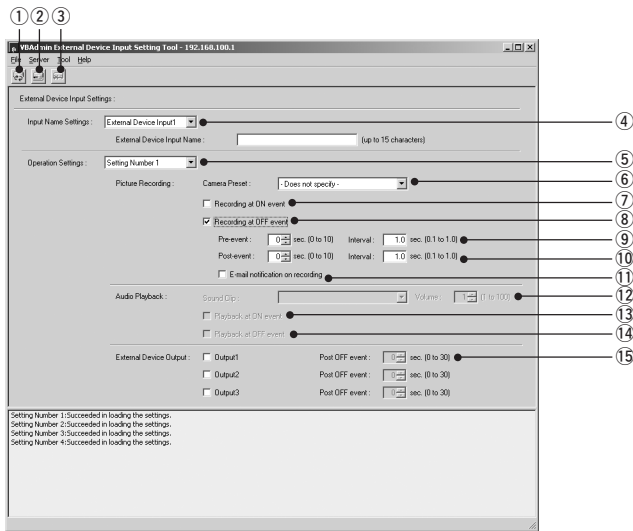 ① ② ③
VBAdmin External Device Input Setting Tool - 192.168.100.1
File Server Tool Help
External Device Input Settings :
Input Name Settings : External Device Input1 ④
External Device Input Name : (up to 15 characters)
Operation Settings : Setting Number 1 ⑤
Picture Recording : Camera Preset : - Does not specify - ⑥
Recording at ON event ⑦
Recording at OFF event ⑧
Pre-event : 0 sec. (0 to 10) Interval : 1.0 sec. (0.1 to 1.0) ⑨
Post-event : 0 sec. (0 to 10) Interval : 1.0 sec. (0.1 to 1.0) ⑩
E-mail notification on recording ⑪
Audio Playback : Sound Clip : Volume : 1 (1 to 100) ⑫
Playback at ON event ⑬
Playback at OFF event ⑭
External Device Output : Output1 Post OFF event : 0 sec. (0 to 30) ⑮
Output2 Post OFF event : 0 sec. (0 to 30)
Output3 Post OFF event : 0 sec. (0 to 30)
Setting Number 1:Succeeded in loading the settings.
Setting Number 2:Succeeded in loading the settings.
Setting Number 3:Succeeded in loading the settings.
Setting Number 4:Succeeded in loading the settings.